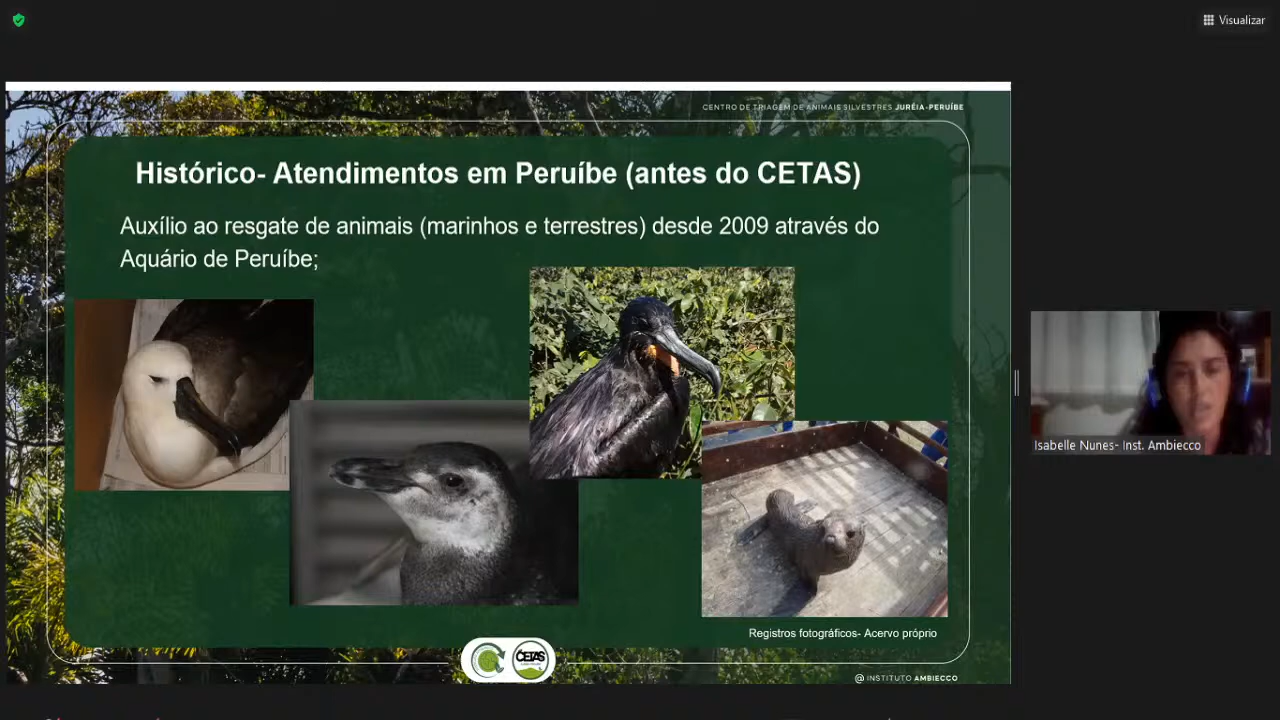 Visualizar
CENTRO DE TRIAGEM DE ANIMAIS SILVESTRES JURÉIA-PERUÍBE
Histórico- Atendimentos em Peruíbe (antes do CETAS)
Auxílio ao resgate de animais (marinhos e terrestres) desde 2009 através do
Aquário de Peruíbe;
Isabelle Nunes- Inst. Ambiecco
Registros fotográficos- Acervo próprio
CETAS
@ INSTITUTO AMBIECCO